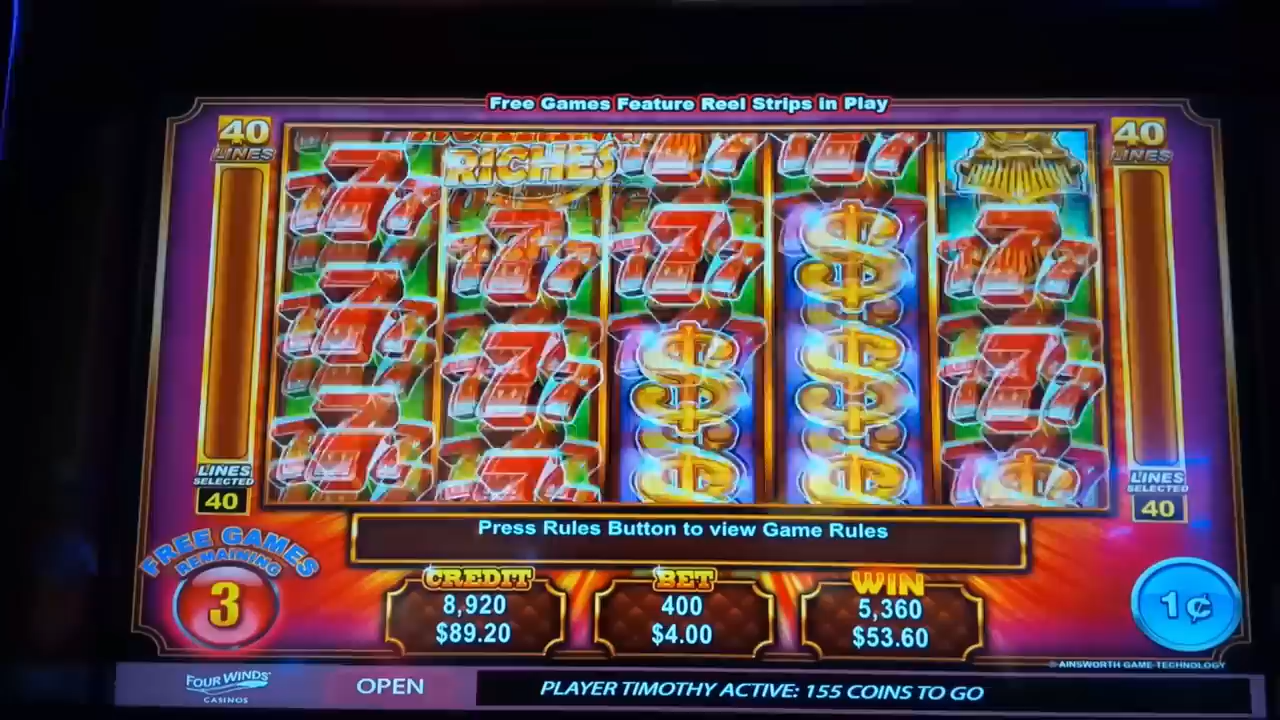 Free Games Feature Reel Strips in Play
40
LINES
40
LINES
RICHES
LINES
SELECTED
40
LINES
SELECTED
40
Press Rules Button to view Game Rules
FREE GAMES
REMAINING
3
CREDIT
8,920
$89.20
BET
400
$4.00
WIN
5,360
$53.60
1¢
© AINSWORTH GAME TECHNOLOGY
FOUR WINDS
CASINOS
OPEN
PLAYER TIMOTHY ACTIVE: 155 COINS TO GO